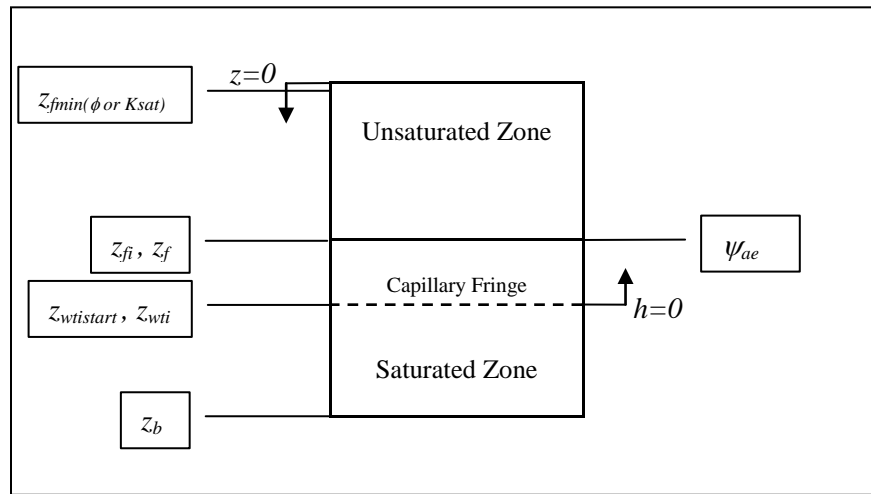 z=0
z_fmin(ϕ or Ksat)
Unsaturated Zone
z_fi , z_f
ψ_ae
Capillary Fringe
z_wtistart , z_wti
h=0
Saturated Zone
z_b